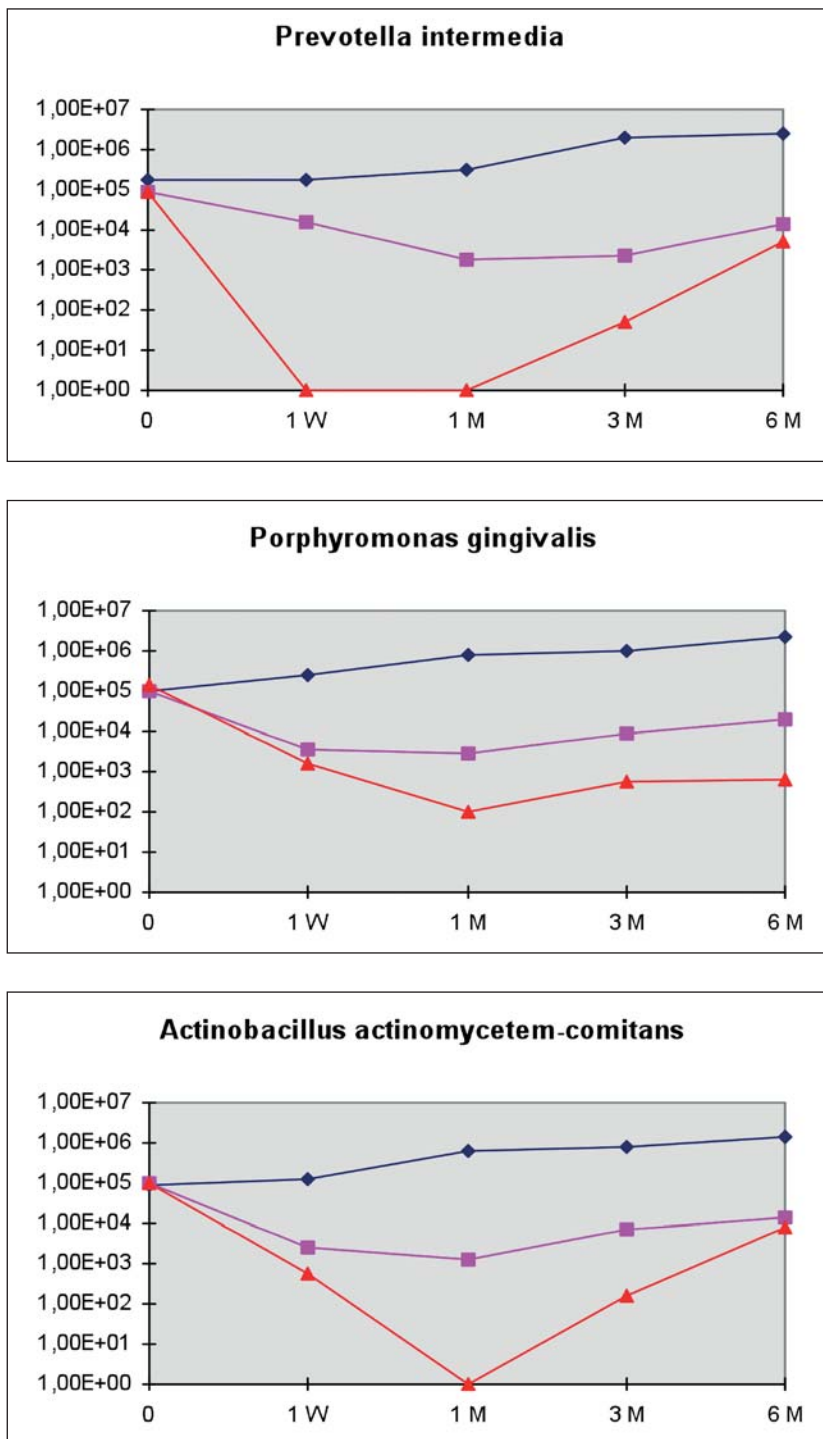 Prevotella intermedia
1,00E+07
1,00E+06
1,00E+05
1,00E+04
1,00E+03
1,00E+02
1,00E+01
1,00E+00
0 1 W 1 M 3 M 6 M
Porphyromonas gingivalis
1,00E+07
1,00E+06
1,00E+05
1,00E+04
1,00E+03
1,00E+02
1,00E+01
1,00E+00
0 1 W 1 M 3 M 6 M
Actinobacillus actinomycetem-comitans
1,00E+07
1,00E+06
1,00E+05
1,00E+04
1,00E+03
1,00E+02
1,00E+01
1,00E+00
0 1 W 1 M 3 M 6 M